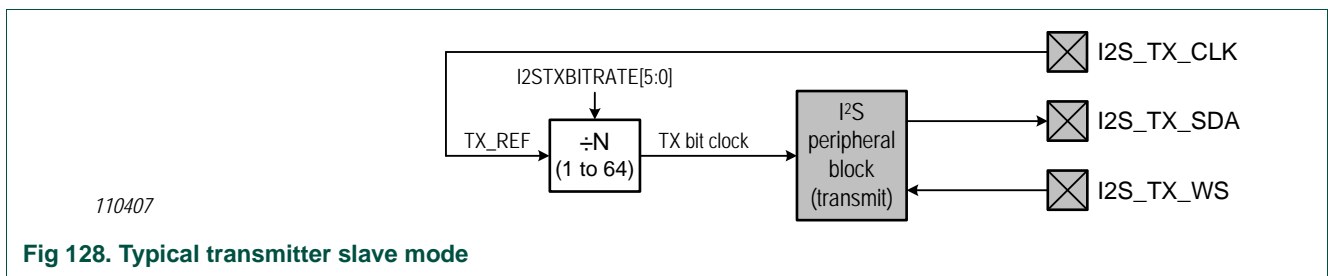 I2S_TX_CLK
I2STXBITRATE[5:0]
TX_REF
÷N
(1 to 64)
TX bit clock
I2S
peripheral
block
(transmit)
I2S_TX_SDA
I2S_TX_WS
110407
Fig 128. Typical transmitter slave mode